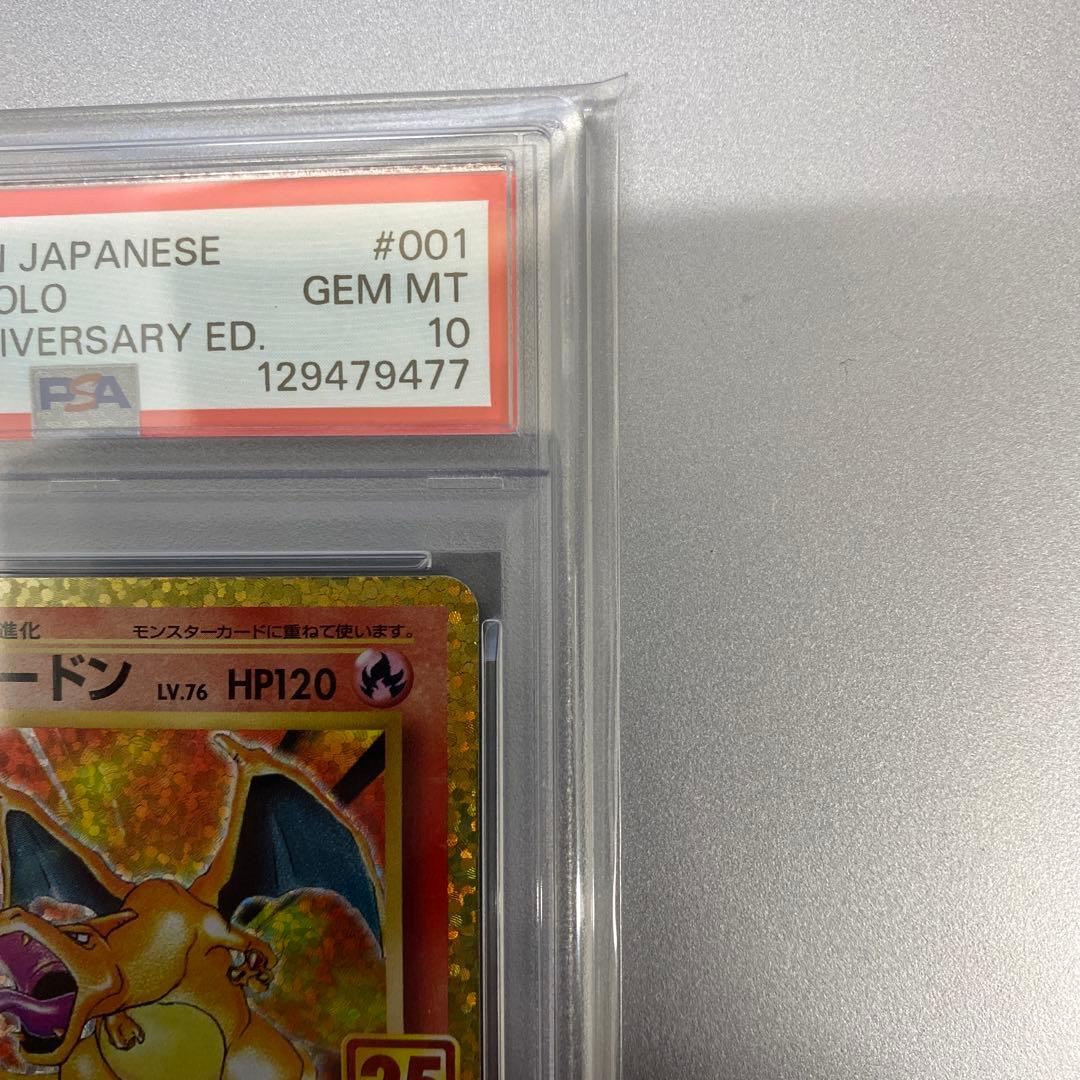 JAPANESE #001
OLO GEM MT
IVERSARY ED. 10
129479477
PSA
進化 モンスターカードに重ねて使います。
ードン LV.76 HP120
25